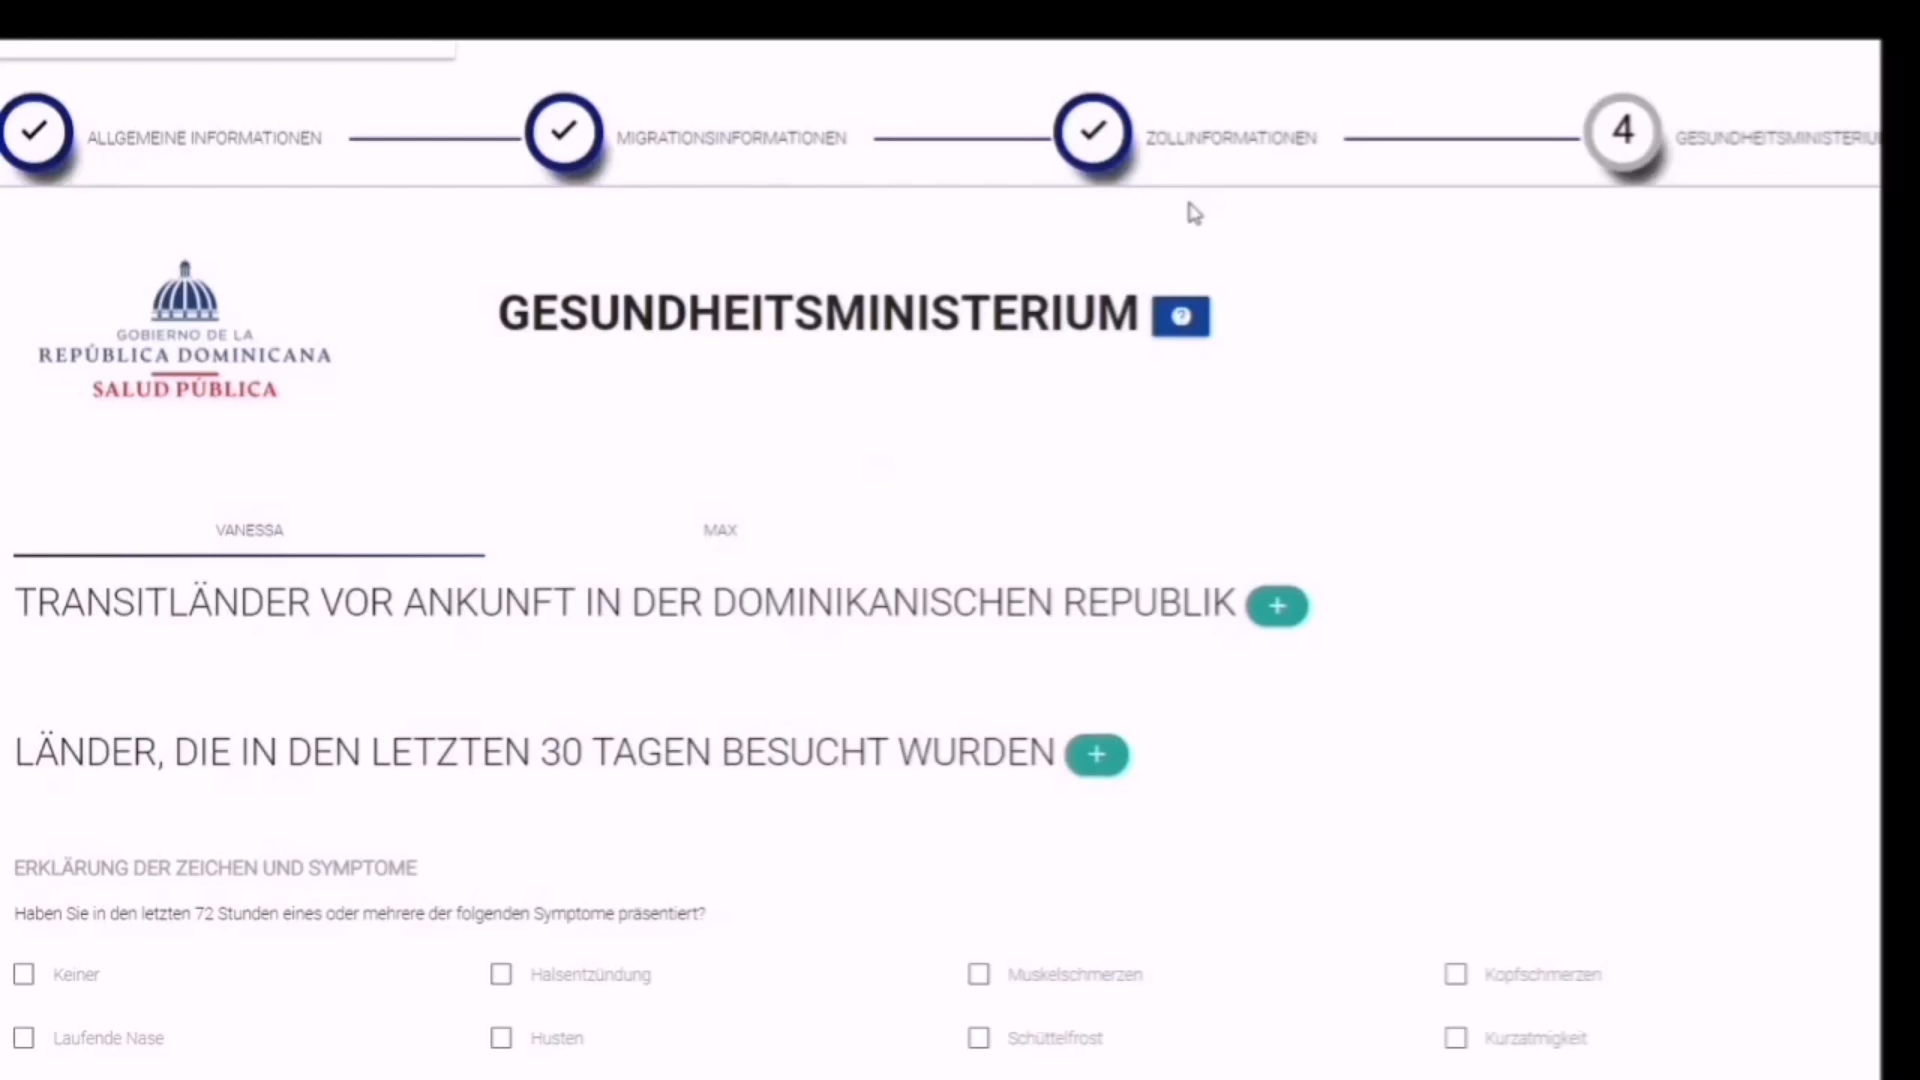 ALLGEMEINE INFORMATIONEN
MIGRATIONSINFORMATIONEN
ZOLLINFORMATIONEN
4
GESUNDHEITSMINISTERIU
GOBIERNO DE LA
REPÚBLICA DOMINICANA
SALUD PÚBLICA
GESUNDHEITSMINISTERIUM ?
VANESSA
MAX
TRANSITLÄNDER VOR ANKUNFT IN DER DOMINIKANISCHEN REPUBLIK +
LÄNDER, DIE IN DEN LETZTEN 30 TAGEN BESUCHT WURDEN +
ERKLÄRUNG DER ZEICHEN UND SYMPTOME
Haben Sie in den letzten 72 Stunden eines oder mehrere der folgenden Symptome präsentiert?
Keiner
Halsentzündung
Muskelschmerzen
Kopfschmerzen
Laufende Nase
Husten
Schüttelfrost
Kurzatmigkeit